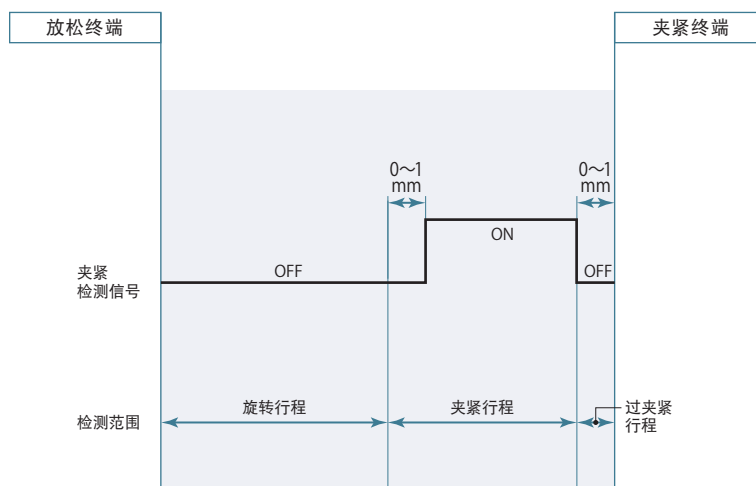 放松终端
夹紧终端
0～1
mm
0～1
mm
ON
夹紧
检测信号
OFF
OFF
检测范围
旋转行程
夹紧行程
过夹紧
行程